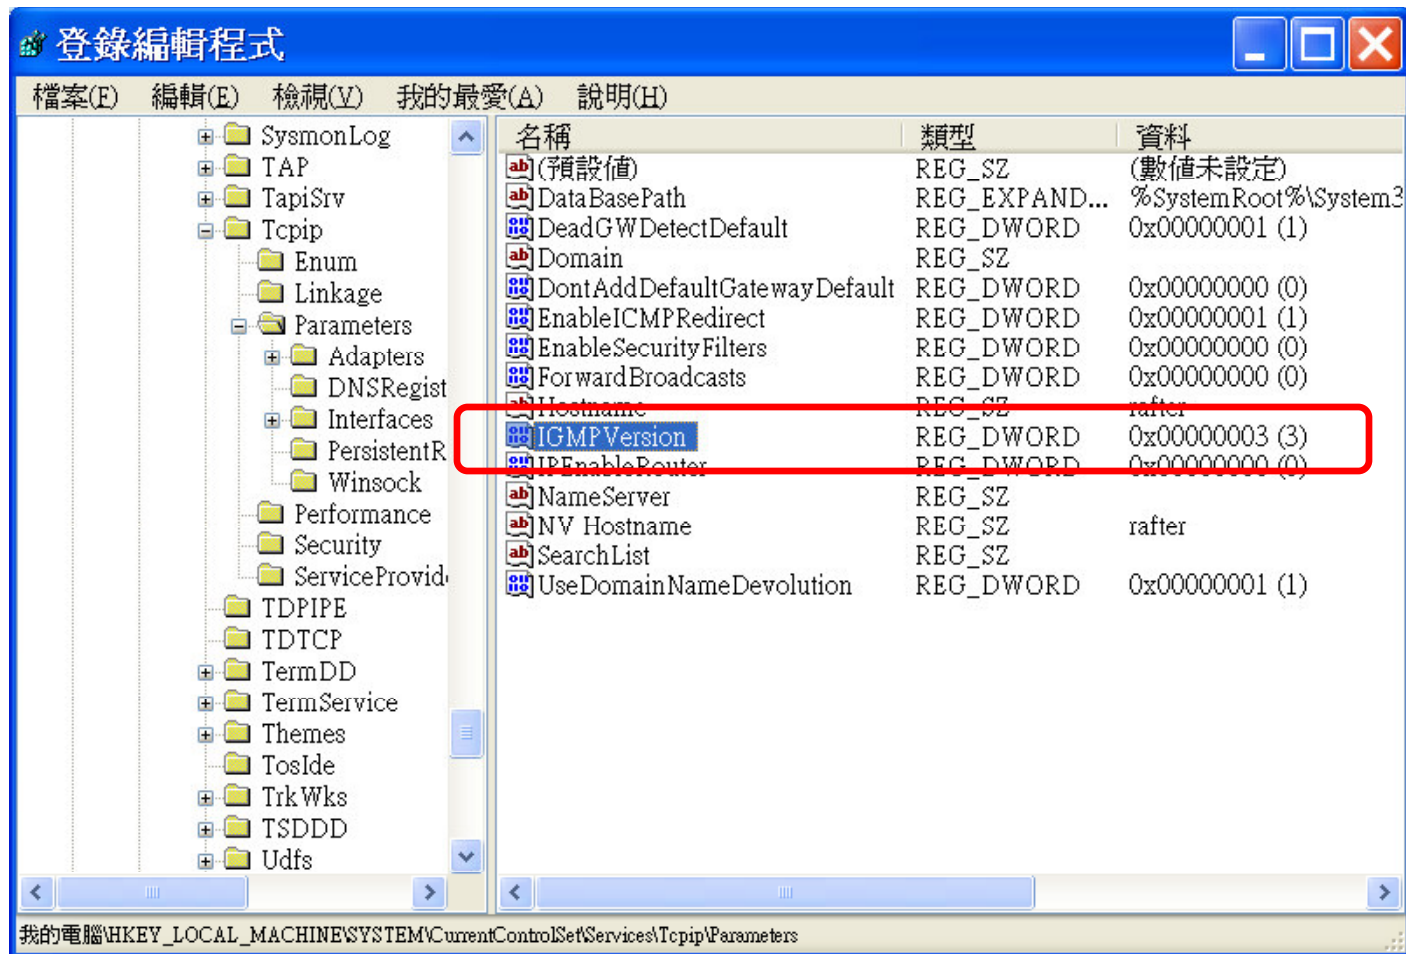 登錄編輯程式
檔案(F) 編輯(E) 檢視(V) 我的最愛(A) 說明(H)
SysmonLog
TAP
TapiSrv
Tcpip
Enum
Linkage
Parameters
Adapters
DNSRegist
Interfaces
PersistentR
Winsock
Performance
Security
ServiceProvid
TDPIPE
TDTCP
TermDD
TermService
Themes
TosIde
TrkWks
TSDDD
Udfs
名稱 類型 資料
(預設值) REG_SZ (數值未設定)
DataBasePath REG_EXPAND... %SystemRoot%\System3
DeadGWDetectDefault REG_DWORD 0x00000001 (1)
Domain REG_SZ
DontAddDefaultGatewayDefault REG_DWORD 0x00000000 (0)
EnableICMPRedirect REG_DWORD 0x00000001 (1)
EnableSecurityFilters REG_DWORD 0x00000000 (0)
ForwardBroadcasts REG_DWORD 0x00000000 (0)
Hostname REG_SZ rafter
IGMPVersion REG_DWORD 0x00000003 (3)
IPEnableRouter REG_DWORD 0x00000000 (0)
NameServer REG_SZ
NV Hostname REG_SZ rafter
SearchList REG_SZ
UseDomainNameDevolution REG_DWORD 0x00000001 (1)
我的電腦\HKEY_LOCAL_MACHINE\SYSTEM\CurrentControlSet\Services\Tcpip\Parameters